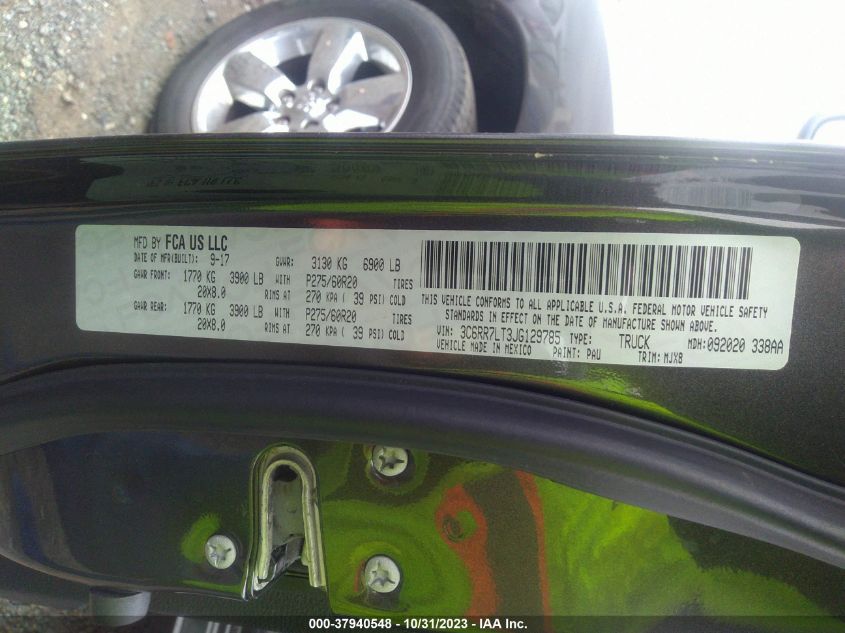 MFD BY FCA US LLC
DATE OF MFR(BUILT): 9-17 GVWR: 3130 KG 6900 LB
GAWR FRONT: 1770 KG 3900 LB WITH P275/60R20 TIRES
20X8.0 RIMS AT 270 KPA ( 39 PSI) COLD
GAWR REAR: 1770 KG 3900 LB WITH P275/60R20 TIRES
20X8.0 RIMS AT 270 KPA ( 39 PSI) COLD
THIS VEHICLE CONFORMS TO ALL APPLICABLE U.S.A. FEDERAL MOTOR VEHICLE SAFETY
STANDARDS IN EFFECT ON THE DATE OF MANUFACTURE SHOWN ABOVE.
VIN: 3C6RR7LT3JG129785 TYPE: TRUCK MDH:092020 338AA
VEHICLE MADE IN MEXICO PAINT: PAU TRIM: MJXB
000-37940548 - 10/31/2023 - IAA Inc.